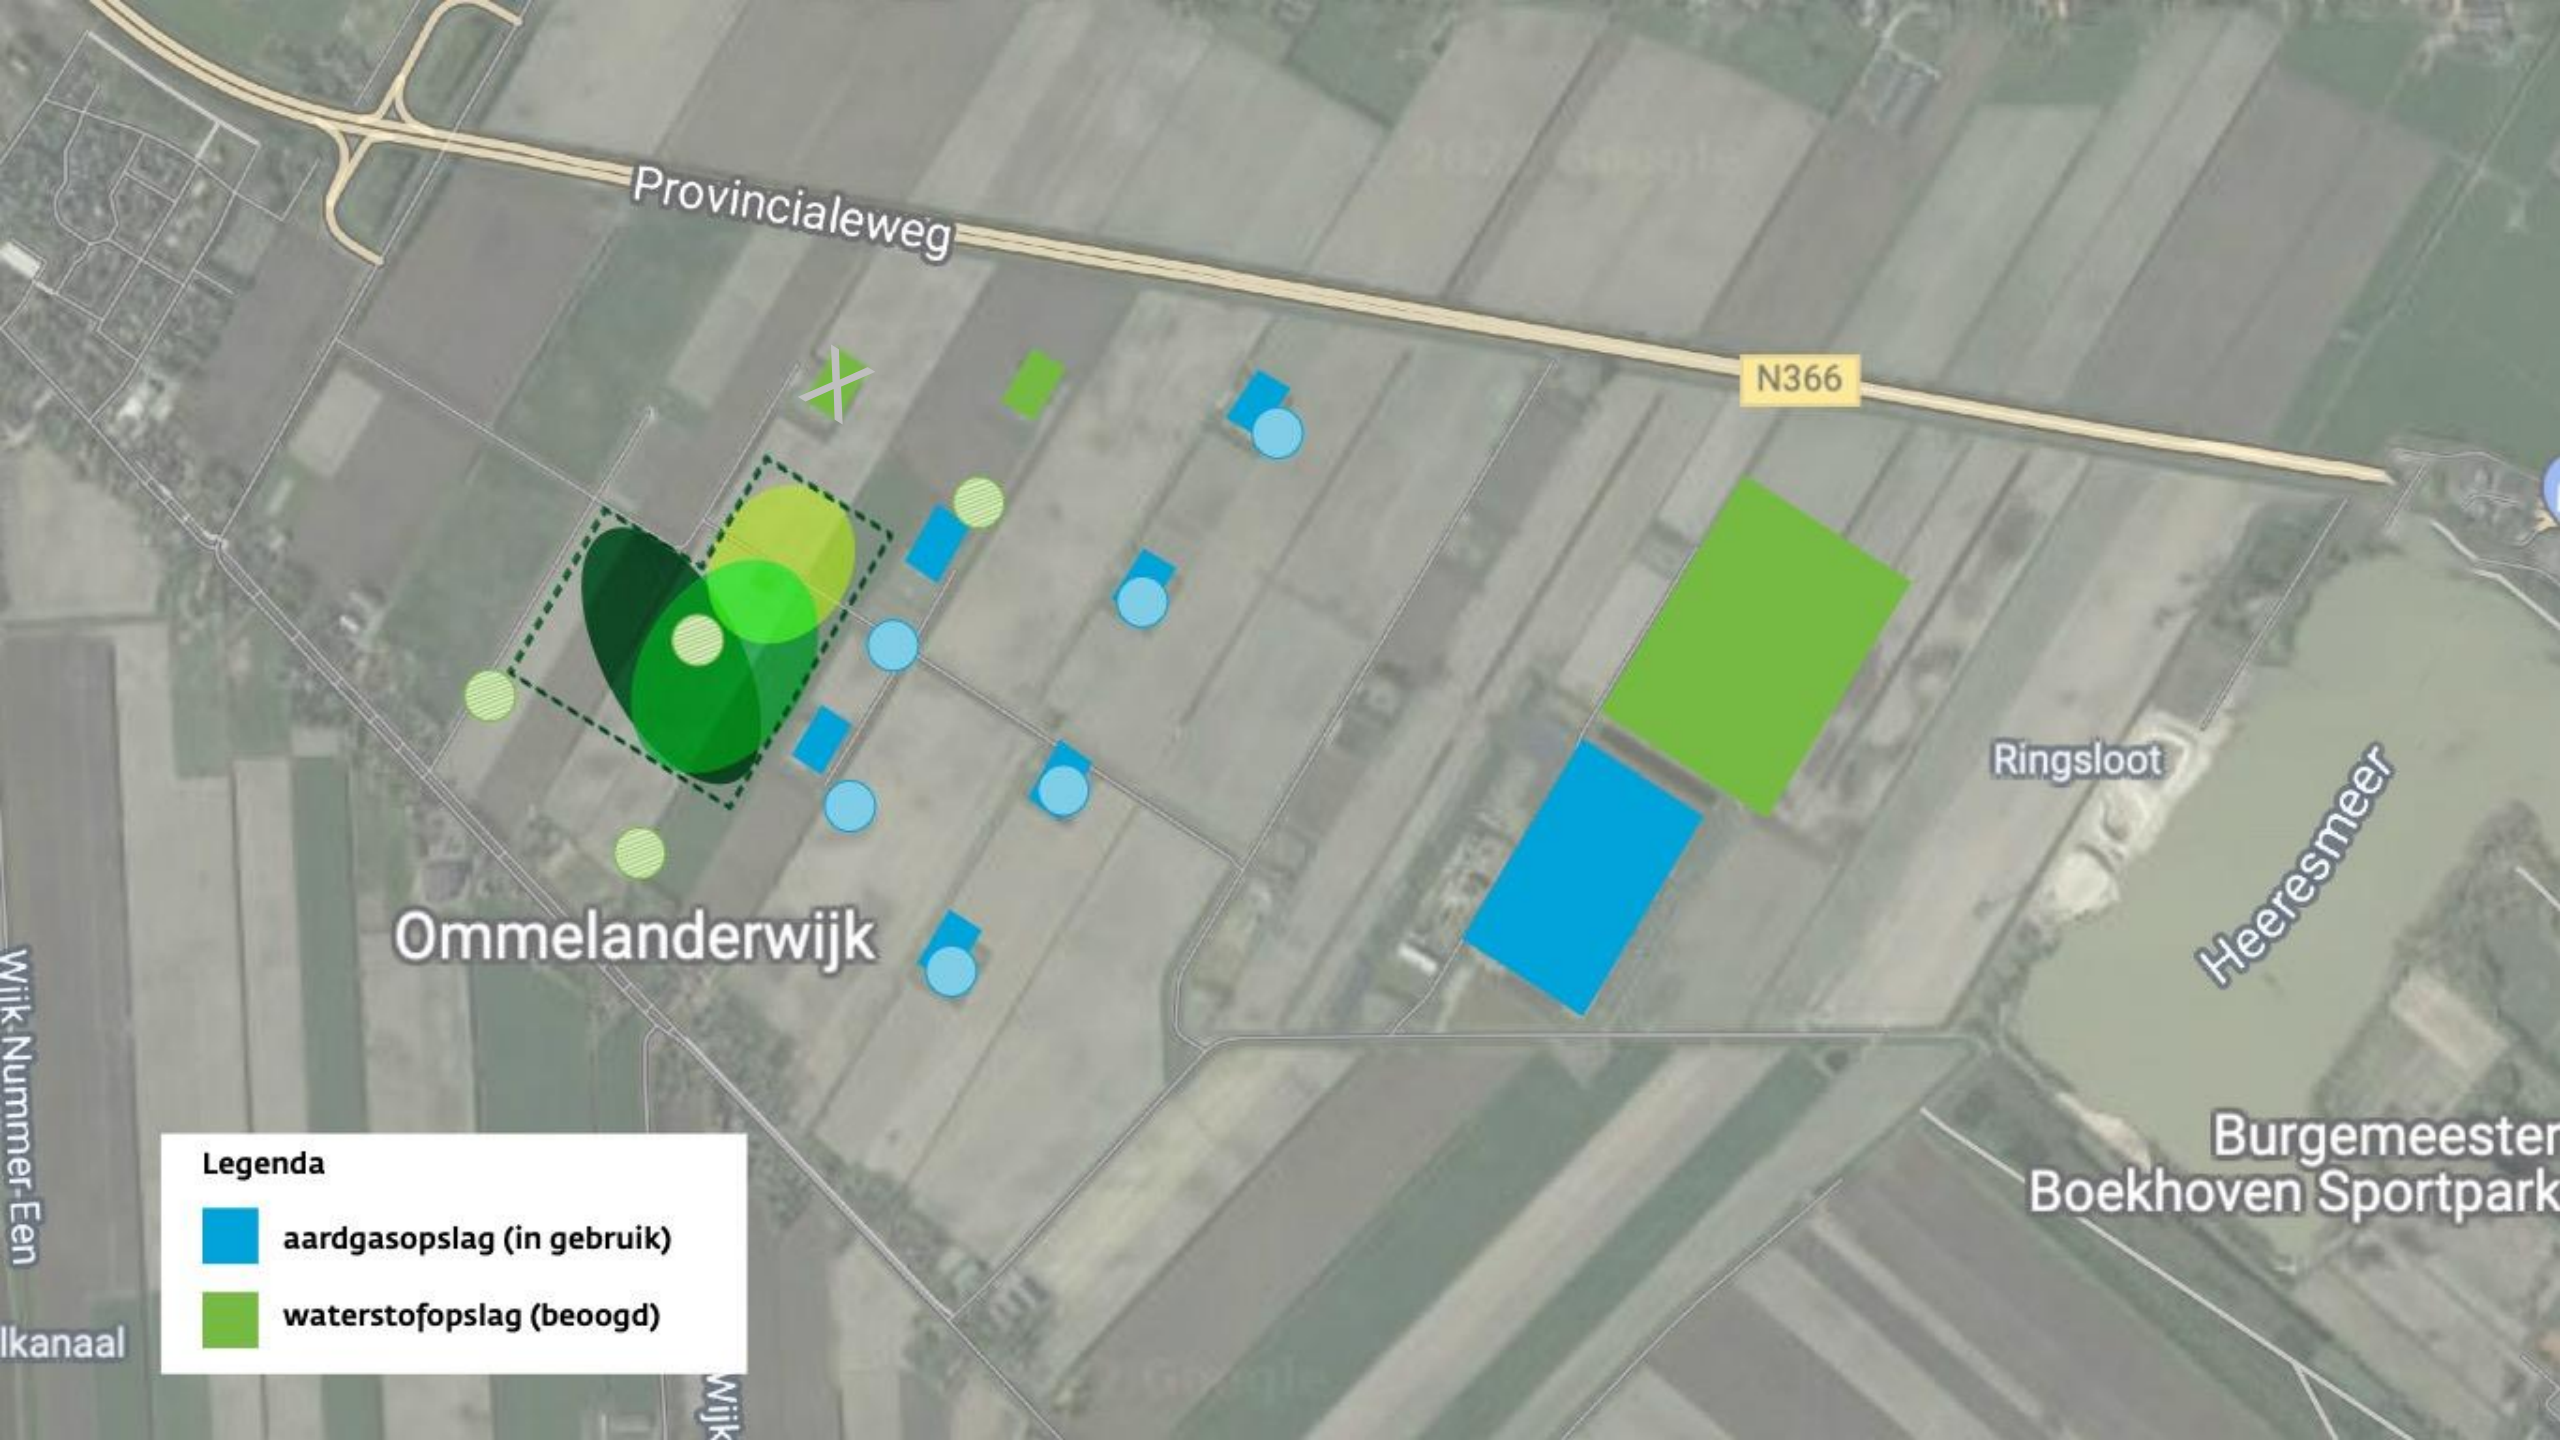 Provincialeweg
N366
Ringsloot
Heeresmeer
Ommelanderwijk
Wijk-Nummer-Een
Burgemeester
Boekhoven Sportpark
Legenda
aardgasopslag (in gebruik)
waterstofopslag (beoogd)
lkanaal
Wijk
Google